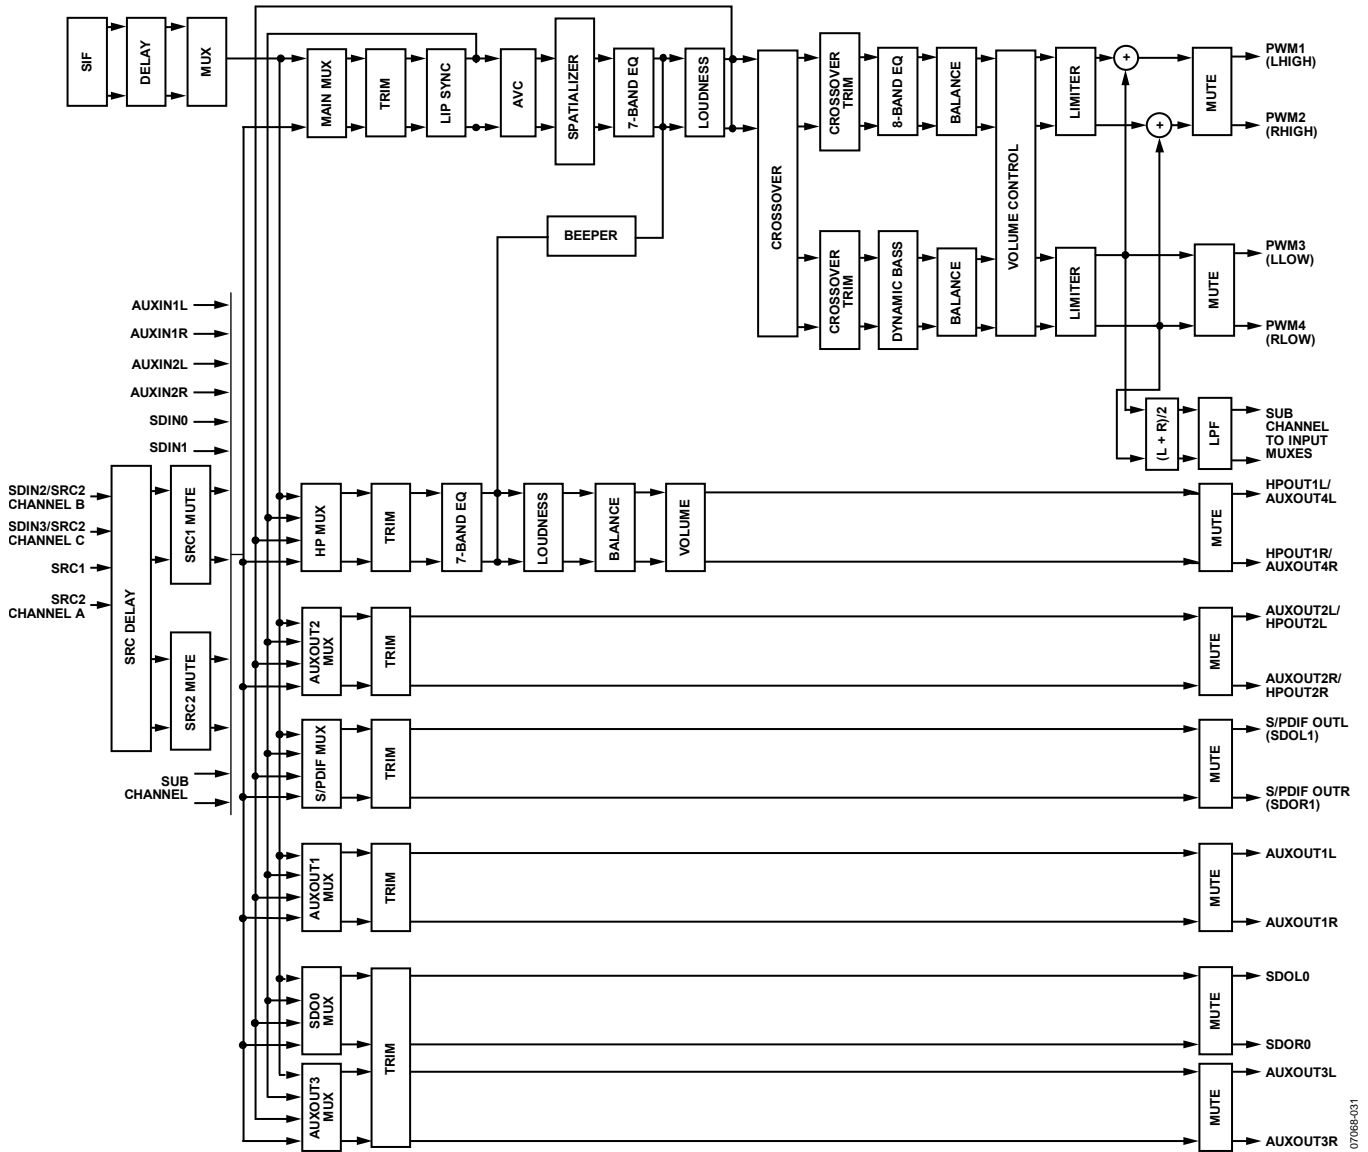 SIF
DELAY
MUX
MAIN MUX
TRIM
LIP SYNC
AVC
SPATIALIZER
7-BAND EQ
LOUDNESS
CROSSOVER
CROSSOVER
TRIM
8-BAND EQ
BALANCE
VOLUME CONTROL
LIMITER
+
+
MUTE
PWM1
(LHIGH)
PWM2
(RHIGH)
BEEPER
CROSSOVER
TRIM
DYNAMIC BASS
BALANCE
LIMITER
MUTE
PWM3
(LLOW)
PWM4
(RLOW)
(L + R)/2
LPF
SUB
CHANNEL
TO INPUT
MUXES
AUXIN1L
AUXIN1R
AUXIN2L
AUXIN2R
SDIN0
SDIN1
SDIN2/SRC2
CHANNEL B
SDIN3/SRC2
CHANNEL C
SRC1
SRC2
CHANNEL A
SRC DELAY
SRC1 MUTE
SRC2 MUTE
SUB
CHANNEL
HP MUX
TRIM
7-BAND EQ
LOUDNESS
BALANCE
VOLUME
MUTE
HPOUT1L/
AUXOUT4L
HPOUT1R/
AUXOUT4R
AUXOUT2
MUX
TRIM
MUTE
AUXOUT2L/
HPOUT2L
AUXOUT2R/
HPOUT2R
S/PDIF MUX
TRIM
MUTE
S/PDIF OUTL
(SDOL1)
S/PDIF OUTR
(SDOR1)
AUXOUT1
MUX
TRIM
MUTE
AUXOUT1L
AUXOUT1R
SDO0
MUX
TRIM
MUTE
SDOL0
SDOR0
AUXOUT3
MUX
MUTE
AUXOUT3L
AUXOUT3R
07068-031